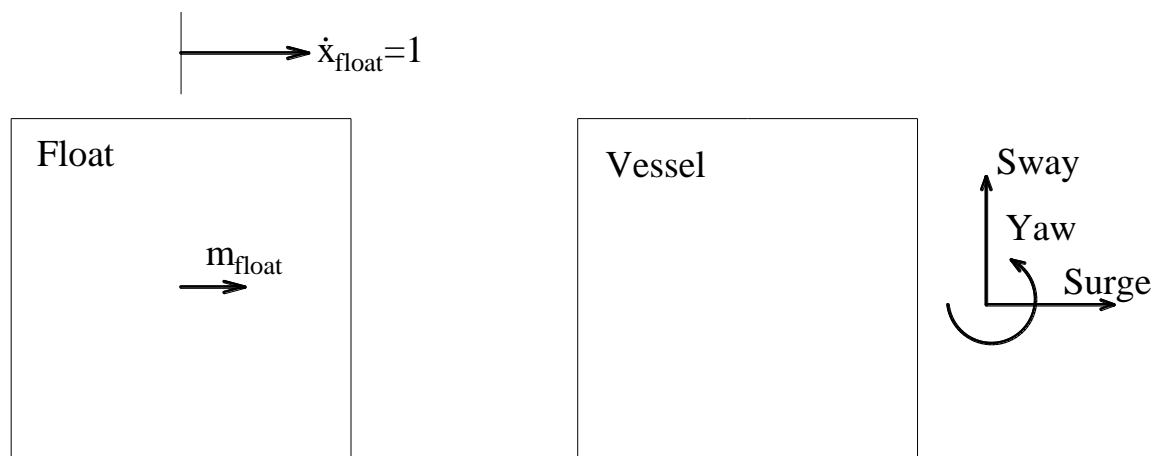 ẋfloat=1
Float
Vessel
Sway
mfloat
Yaw
Surge